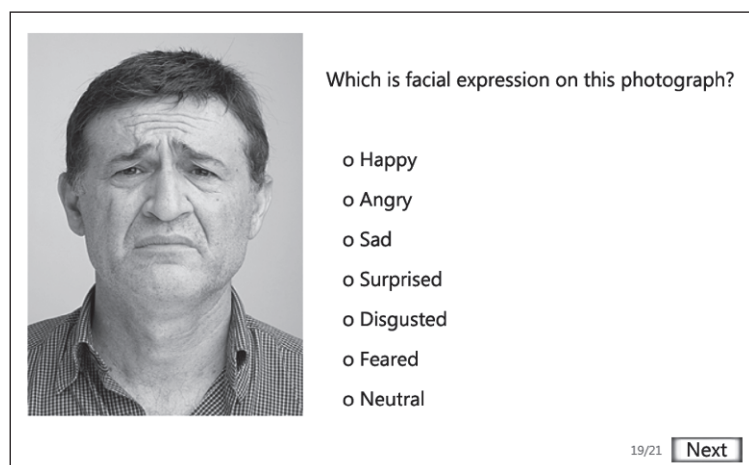 Which is facial expression on this photograph?
o Happy
o Angry
o Sad
o Surprised
o Disgusted
o Feared
o Neutral
19/21 Next